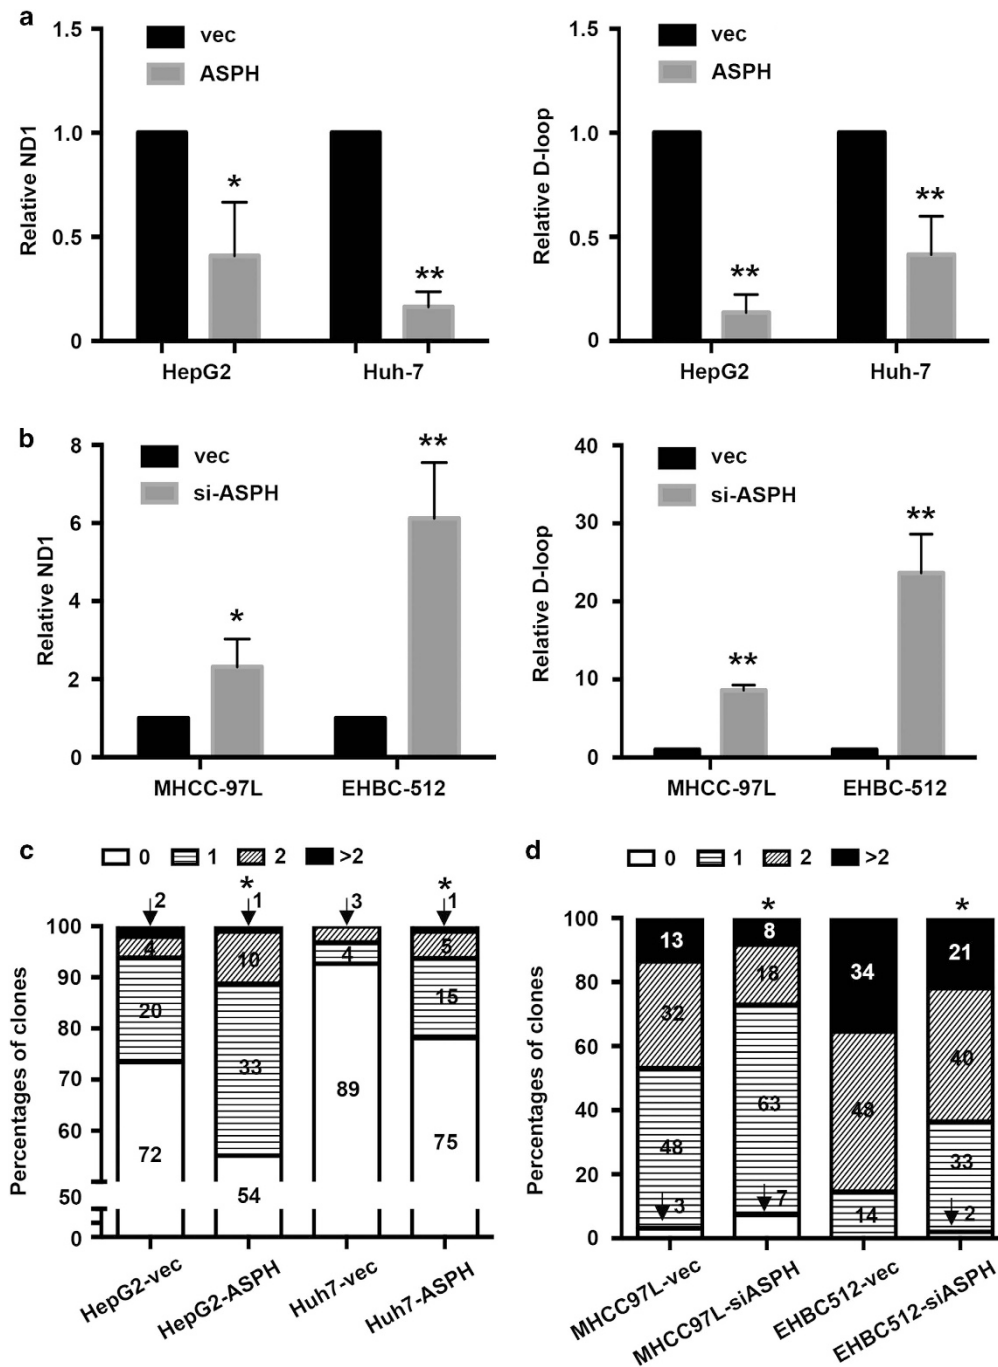 a
1.5
1.0
0.5
0
Relative ND1
vec
ASPH
*
**
HepG2
Huh-7
1.5
1.0
0.5
0
Relative D-loop
vec
ASPH
**
**
HepG2
Huh-7
b
8
6
4
2
0
Relative ND1
vec
si-ASPH
*
**
MHCC-97L
EHBC-512
40
30
20
10
0
Relative D-loop
vec
si-ASPH
**
**
MHCC-97L
EHBC-512
c
0 1 2 >2
Percentages of clones
100
90
80
70
60
50
0
2
4
20
72
*
1
10
33
54
3
4
89
*
1
5
15
75
HepG2-vec
HepG2-ASPH
Huh7-vec
Huh7-ASPH
d
0 1 2 >2
Percentages of clones
100
80
60
40
20
0
13
32
48
3
*
8
18
63
7
34
48
14
*
21
40
33
2
MHCC97L-vec
MHCC97L-siASPH
EHBC512-vec
EHBC512-siASPH